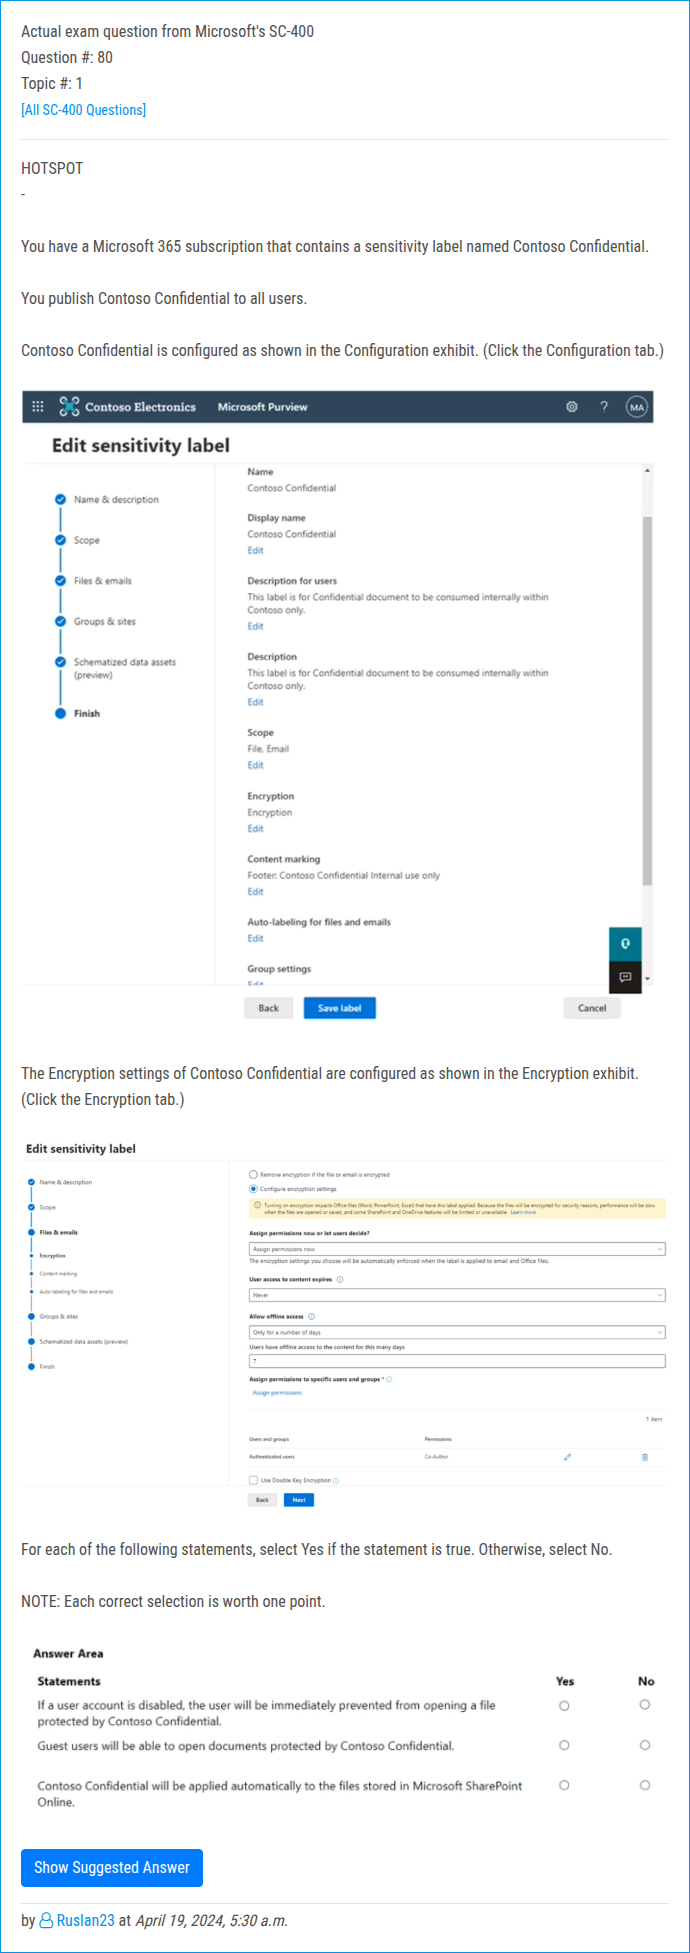 Actual exam question from Microsoft's SC-400
Question #: 80
Topic #: 1
[All SC-400 Questions]
HOTSPOT
-
You have a Microsoft 365 subscription that contains a sensitivity label named Contoso Confidential.
You publish Contoso Confidential to all users.
Contoso Confidential is configured as shown in the Configuration exhibit. (Click the Configuration tab.)
Contoso Electronics Microsoft Purview ? MA
Edit sensitivity label
Name & description
Scope
Files & emails
Groups & sites
Schematized data assets
(preview)
Finish
Name
Contoso Confidential
Display name
Contoso Confidential
Edit
Description for users
This label is for Confidential document to be consumed internally within
Contoso only.
Edit
Description
This label is for Confidential document to be consumed internally within
Contoso only.
Edit
Scope
File, Email
Edit
Encryption
Encryption
Edit
Content marking
Footer: Contoso Confidential Internal use only
Edit
Auto-labeling for files and emails
Edit
Group settings
Edit
Back Save label Cancel
The Encryption settings of Contoso Confidential are configured as shown in the Encryption exhibit.
(Click the Encryption tab.)
Edit sensitivity label
Name & description
Scope
Files & emails
Encryption
Content marking
Auto-labeling for files and emails
Groups & sites
Schematized data assets (preview)
Finish
Remove encryption if the file or email is encrypted
Configure encryption settings
Turning on encryption impacts Office files (Word, PowerPoint, Excel) that have this label applied. Because the files will be encrypted for security reasons, performance will be slow
when the files are opened or saved, and some SharePoint and OneDrive features will be limited or unavailable. Learn more
Assign permissions now or let users decide?
Assign permissions now
The encryption settings you choose will be automatically enforced when the label is applied to email and Office files.
User access to content expires
Never
Allow offline access
Only for a number of days
Users have offline access to the content for this many days
7
Assign permissions to specific users and groups *
Assign permissions
1 item
Users and groups Permissions
Authenticated users Co-Author
Use Double Key Encryption
Back Next
For each of the following statements, select Yes if the statement is true. Otherwise, select No.
NOTE: Each correct selection is worth one point.
Answer Area
Statements Yes No
If a user account is disabled, the user will be immediately prevented from opening a file
protected by Contoso Confidential.
Guest users will be able to open documents protected by Contoso Confidential.
Contoso Confidential will be applied automatically to the files stored in Microsoft SharePoint
Online.
Show Suggested Answer
by Ruslan23 at April 19, 2024, 5:30 a.m.